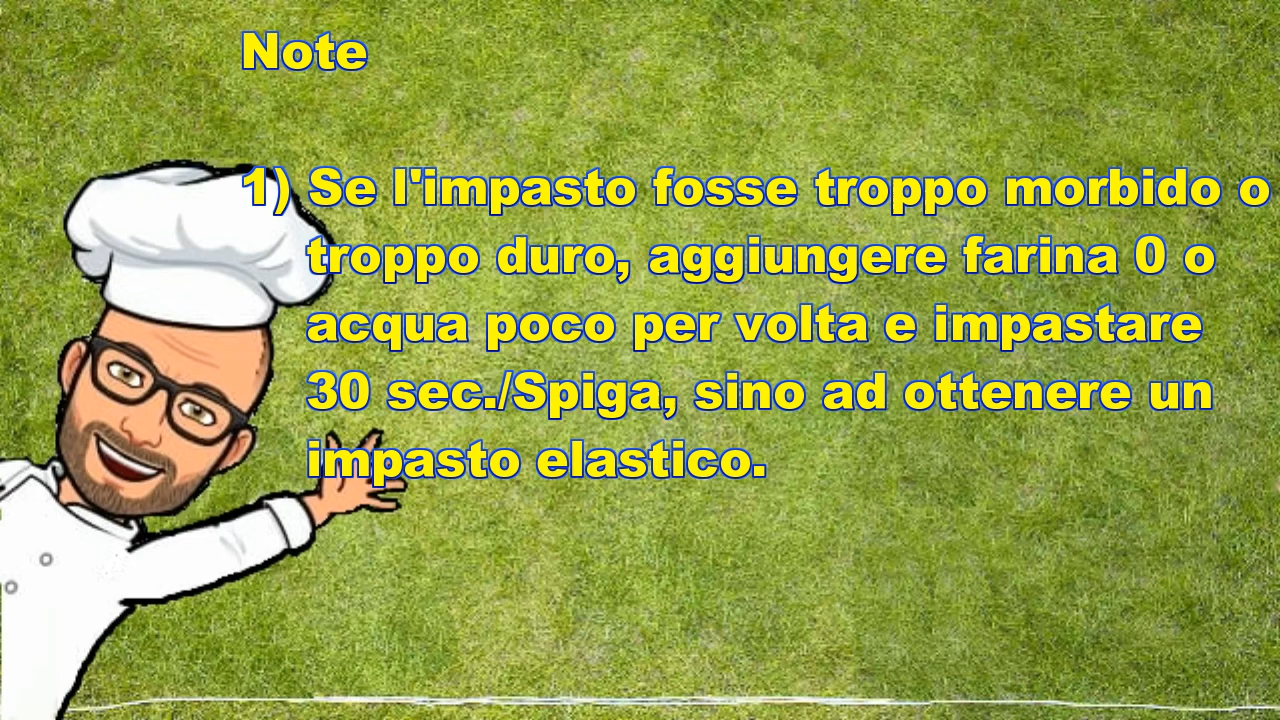 Note
1) Se l'impasto fosse troppo morbido o
troppo duro, aggiungere farina 0 o
acqua poco per volta e impastare
30 sec./Spiga, sino ad ottenere un
impasto elastico.